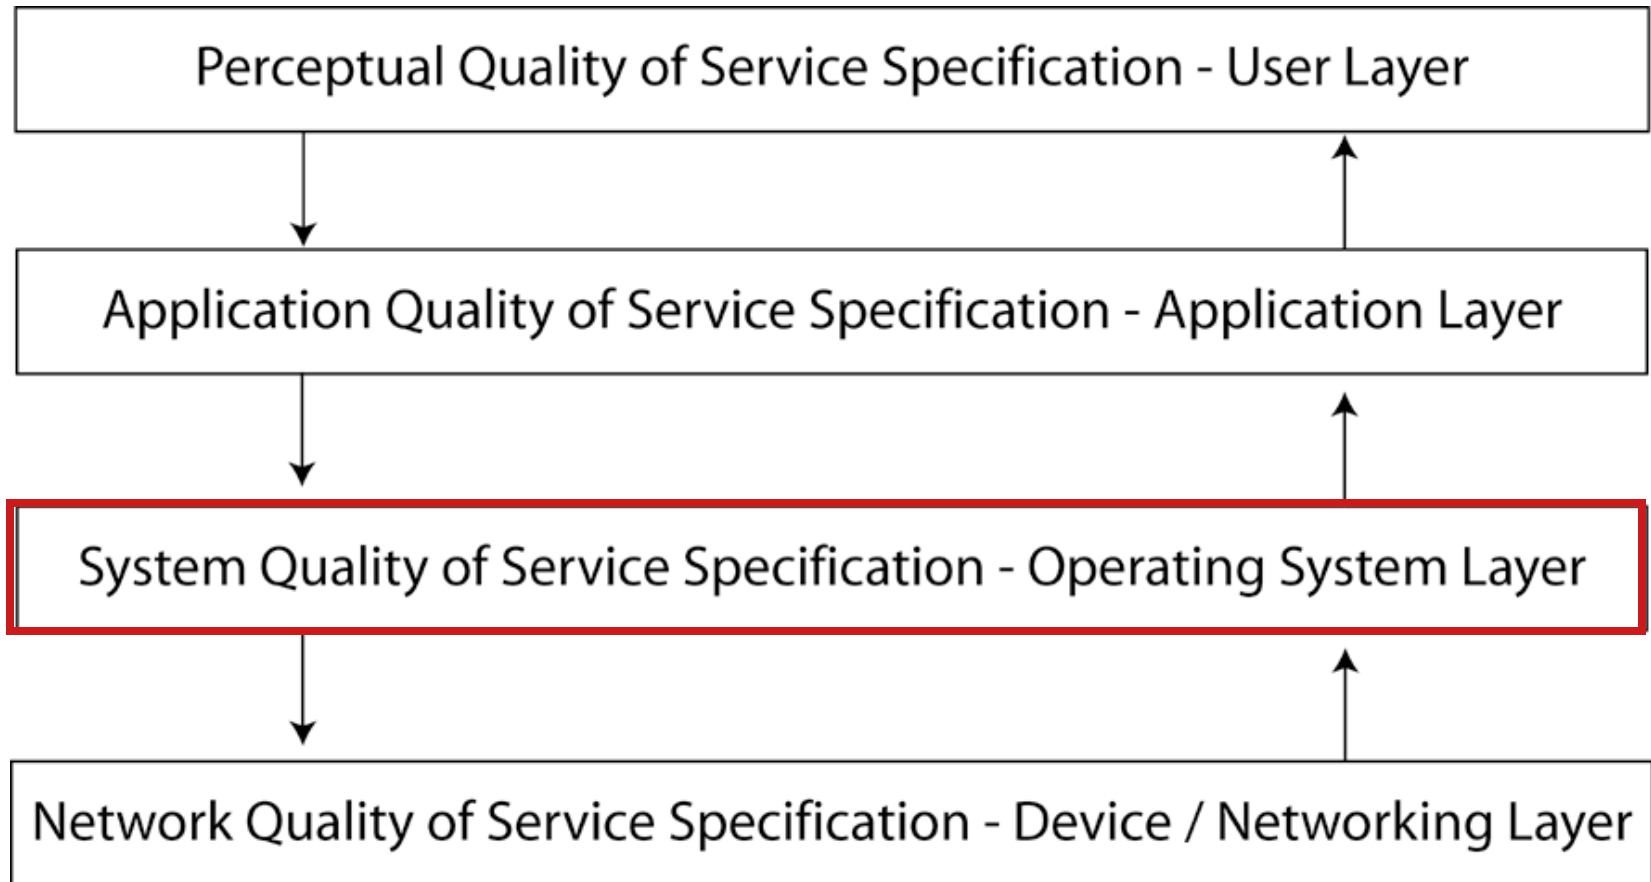 Perceptual Quality of Service Specification - User Layer
Application Quality of Service Specification - Application Layer
System Quality of Service Specification - Operating System Layer
Network Quality of Service Specification - Device / Networking Layer